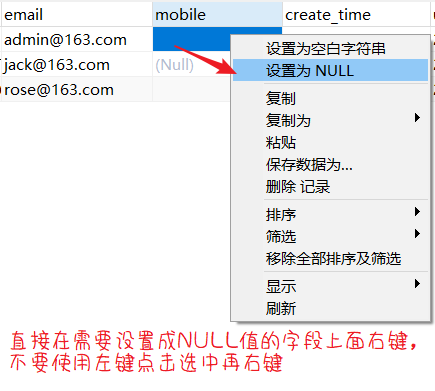 email mobile create_time
admin@163.com
jack@163.com (Null)
rose@163.com
设置为空白字符串
设置为 NULL
复制
复制为
粘贴
保存数据为...
删除 记录
排序
筛选
移除全部排序及筛选
显示
刷新
直接在需要设置成NULL值的字段上面右键，
不要使用左键点击选中再右键